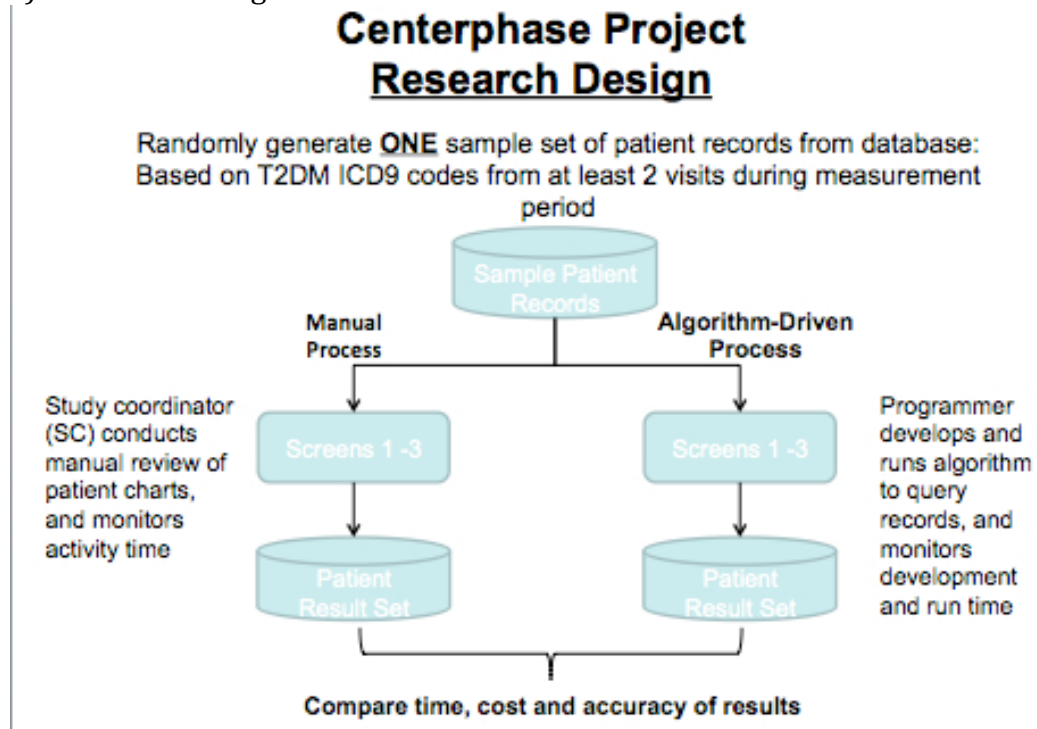 Centerphase Project
Research Design
Randomly generate ONE sample set of patient records from database:
Based on T2DM ICD9 codes from at least 2 visits during measurement
period
Sample Patient
Records
Manual
Process
Algorithm-Driven
Process
Study coordinator
(SC) conducts
manual review of
patient charts,
and monitors
activity time
Screens 1 -3
Screens 1 -3
Programmer
develops and
runs algorithm
to query
records, and
monitors
development
and run time
Patient
Result Set
Patient
Result Set
Compare time, cost and accuracy of results